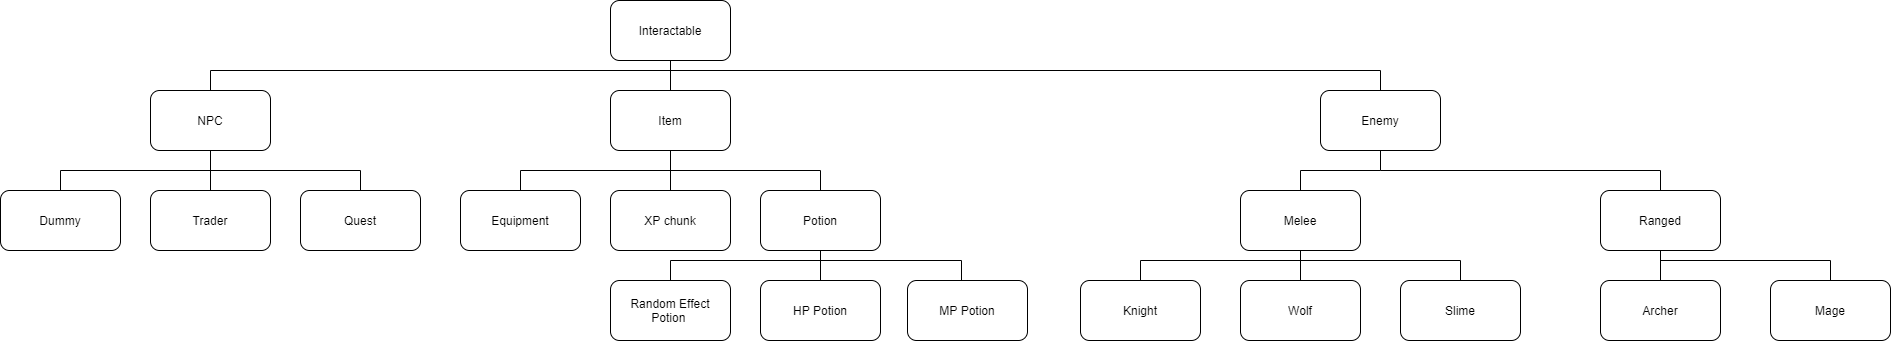 Interactable
NPC
Item
Enemy
Dummy
Trader
Quest
Equipment
XP chunk
Potion
Melee
Ranged
Random Effect
Potion
HP Potion
MP Potion
Knight
Wolf
Slime
Archer
Mage